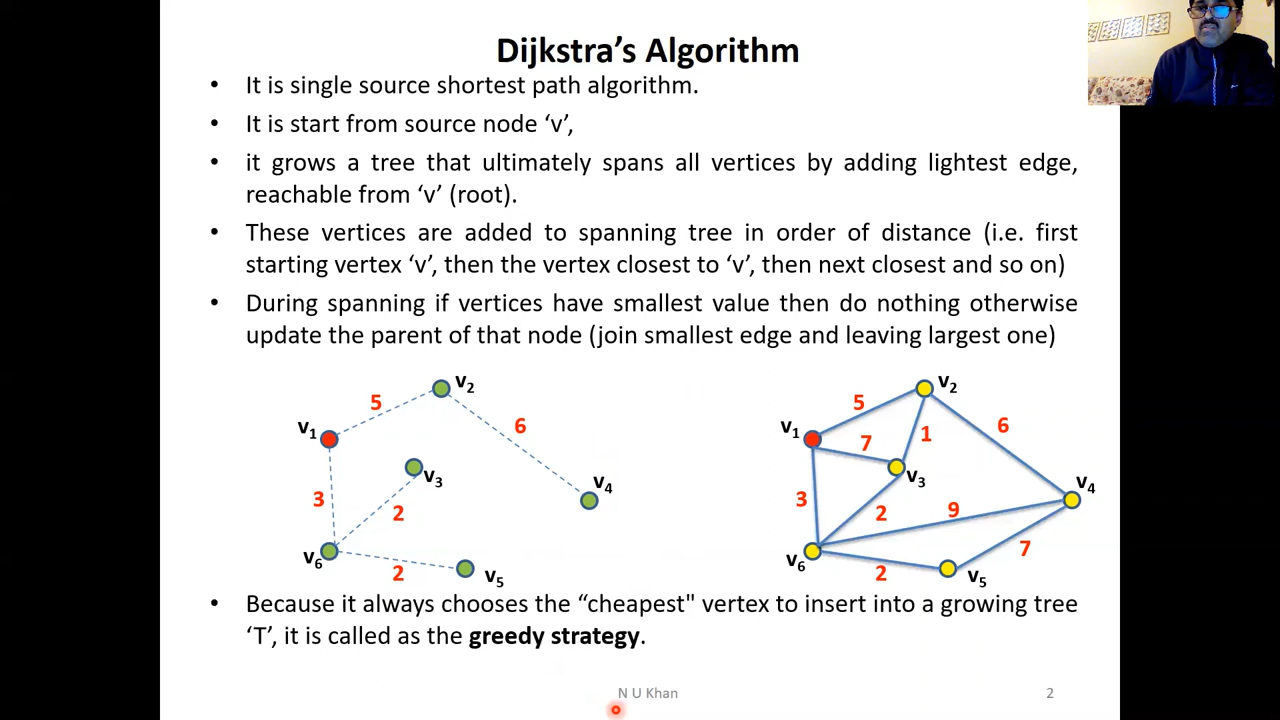 Dijkstra’s Algorithm
• It is single source shortest path algorithm.
• It is start from source node ‘v’,
• it grows a tree that ultimately spans all vertices by adding lightest edge,
reachable from ‘v’ (root).
• These vertices are added to spanning tree in order of distance (i.e. first
starting vertex ‘v’, then the vertex closest to ‘v’, then next closest and so on)
• During spanning if vertices have smallest value then do nothing otherwise
update the parent of that node (join smallest edge and leaving largest one)
v2
5
v1
6
v3
v4
3
2
v6
2
v5
v2
5
v1
7
1
6
v3
v4
3
2
9
v6
7
2
v5
• Because it always chooses the “cheapest" vertex to insert into a growing tree
‘T’, it is called as the greedy strategy.
N U Khan
2